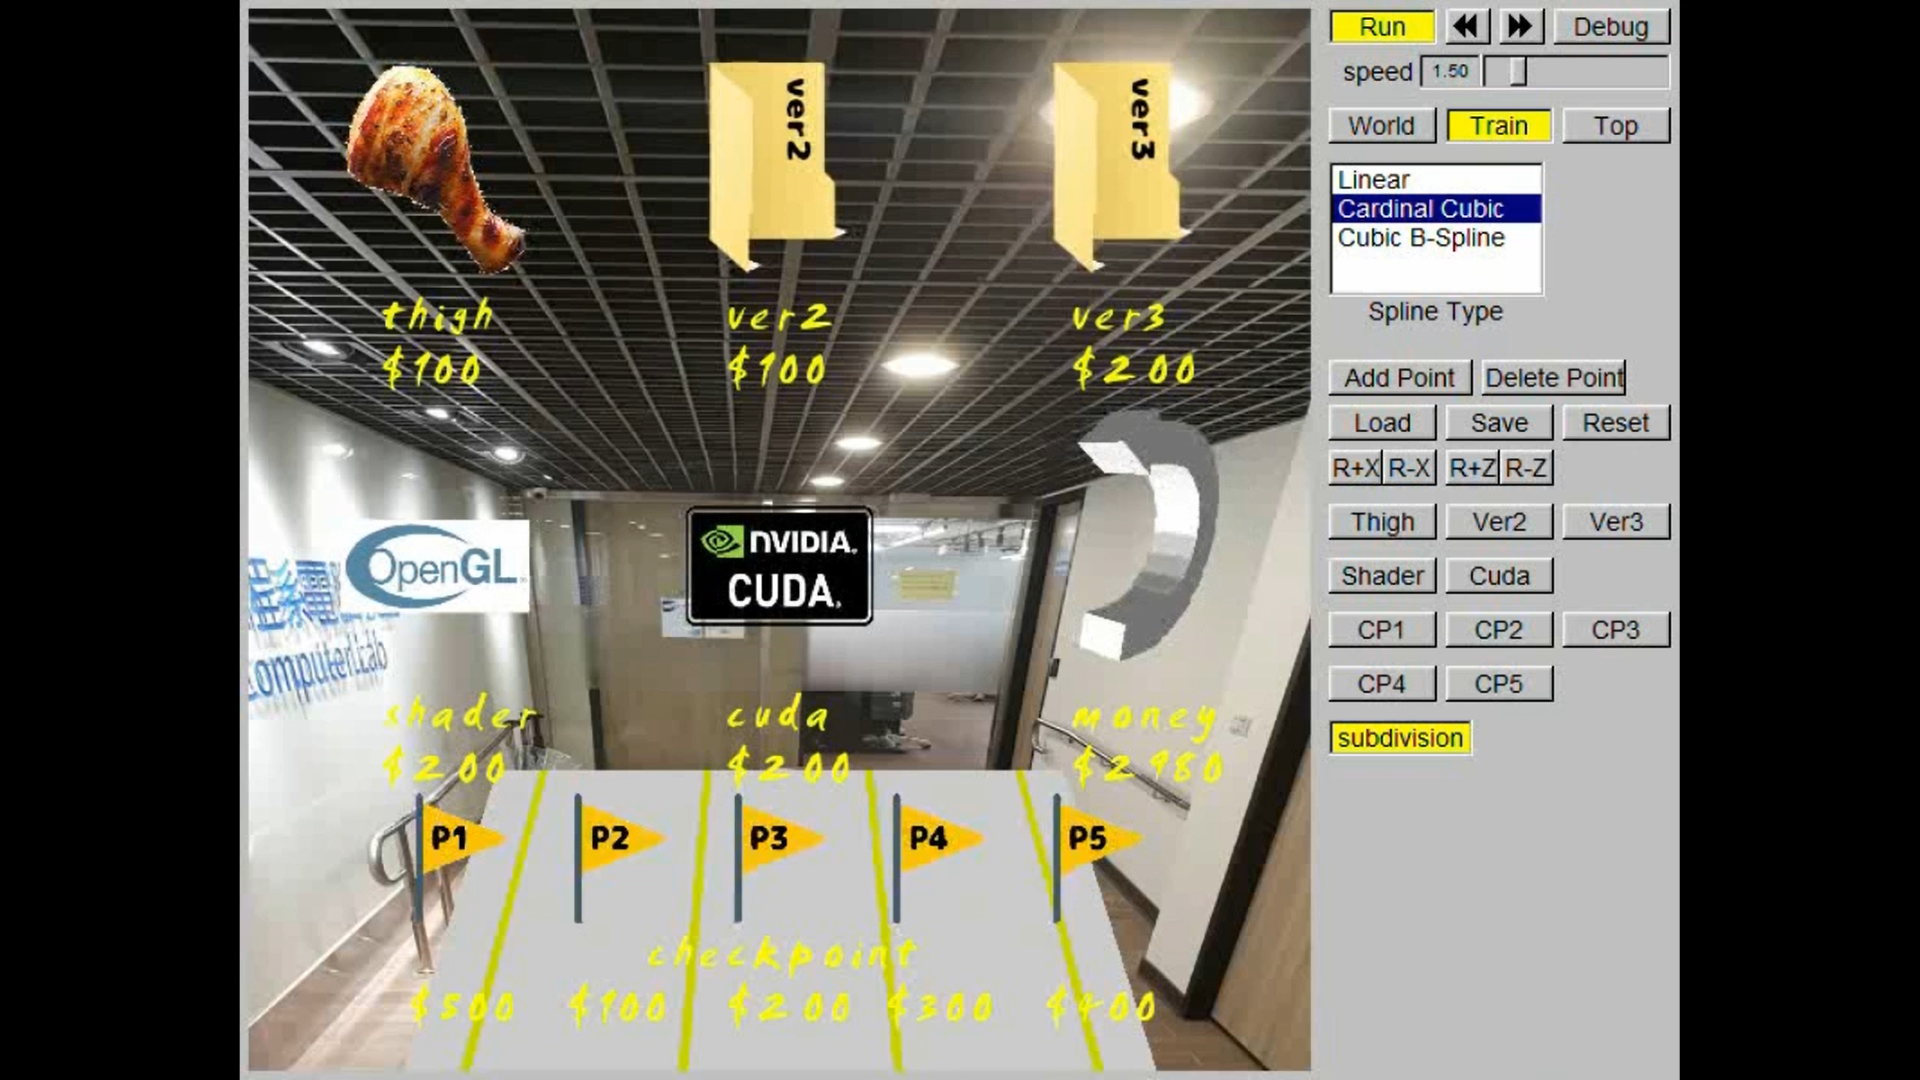 ver2
ver3
thigh
$100
ver2
$100
ver3
$200
OpenGL
NVIDIA.
CUDA.
computer Lab
shader
$200
cuda
$200
money
$2980
P1
P2
P3
P4
P5
checkpoint
$500
$100
$200
$300
$400
Run
Debug
speed
1.50
World
Train
Top
Linear
Cardinal Cubic
Cubic B-Spline
Spline Type
Add Point
Delete Point
Load
Save
Reset
R+X
R-X
R+Z
R-Z
Thigh
Ver2
Ver3
Shader
Cuda
CP1
CP2
CP3
CP4
CP5
subdivision